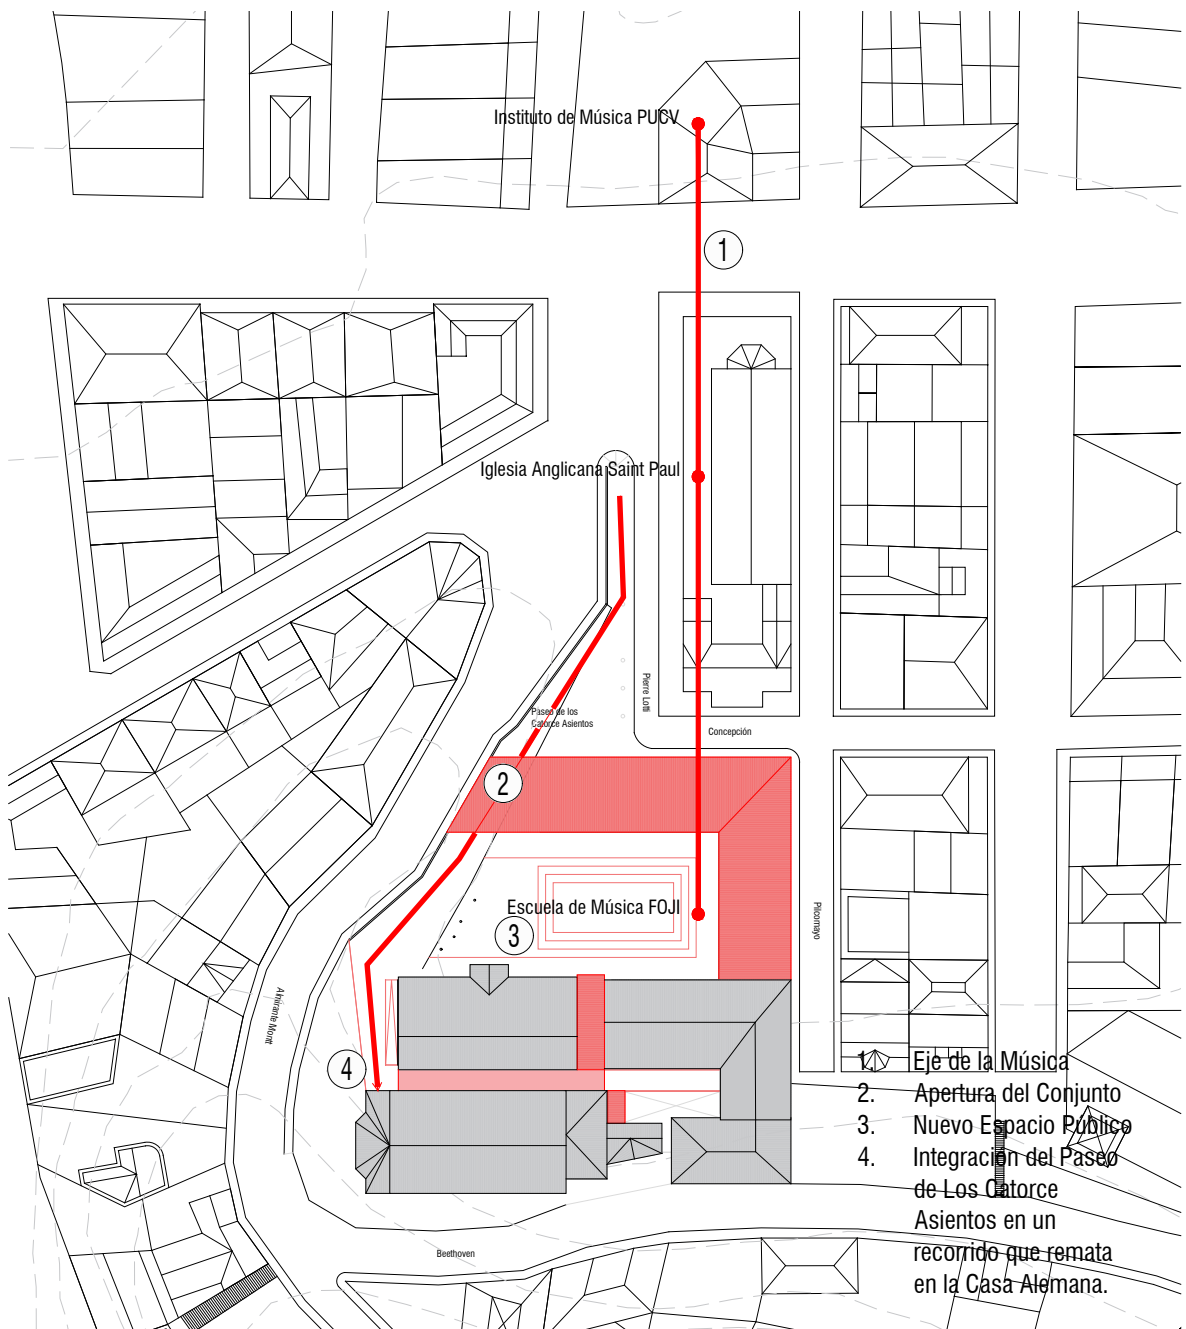 Instituto de Música PUCV
1
Iglesia Anglicana Saint Paul
Pierre Lotti
Paseo de los
Catorce Asientos
Concepción
2
Escuela de Música FOJI
3
Pilcomayo
Almirante Montt
4
1. Eje de la Música
2. Apertura del Conjunto
3. Nuevo Espacio Público
4. Integración del Paseo
de Los Catorce
Asientos en un
recorrido que remata
en la Casa Alemana.
Beethoven